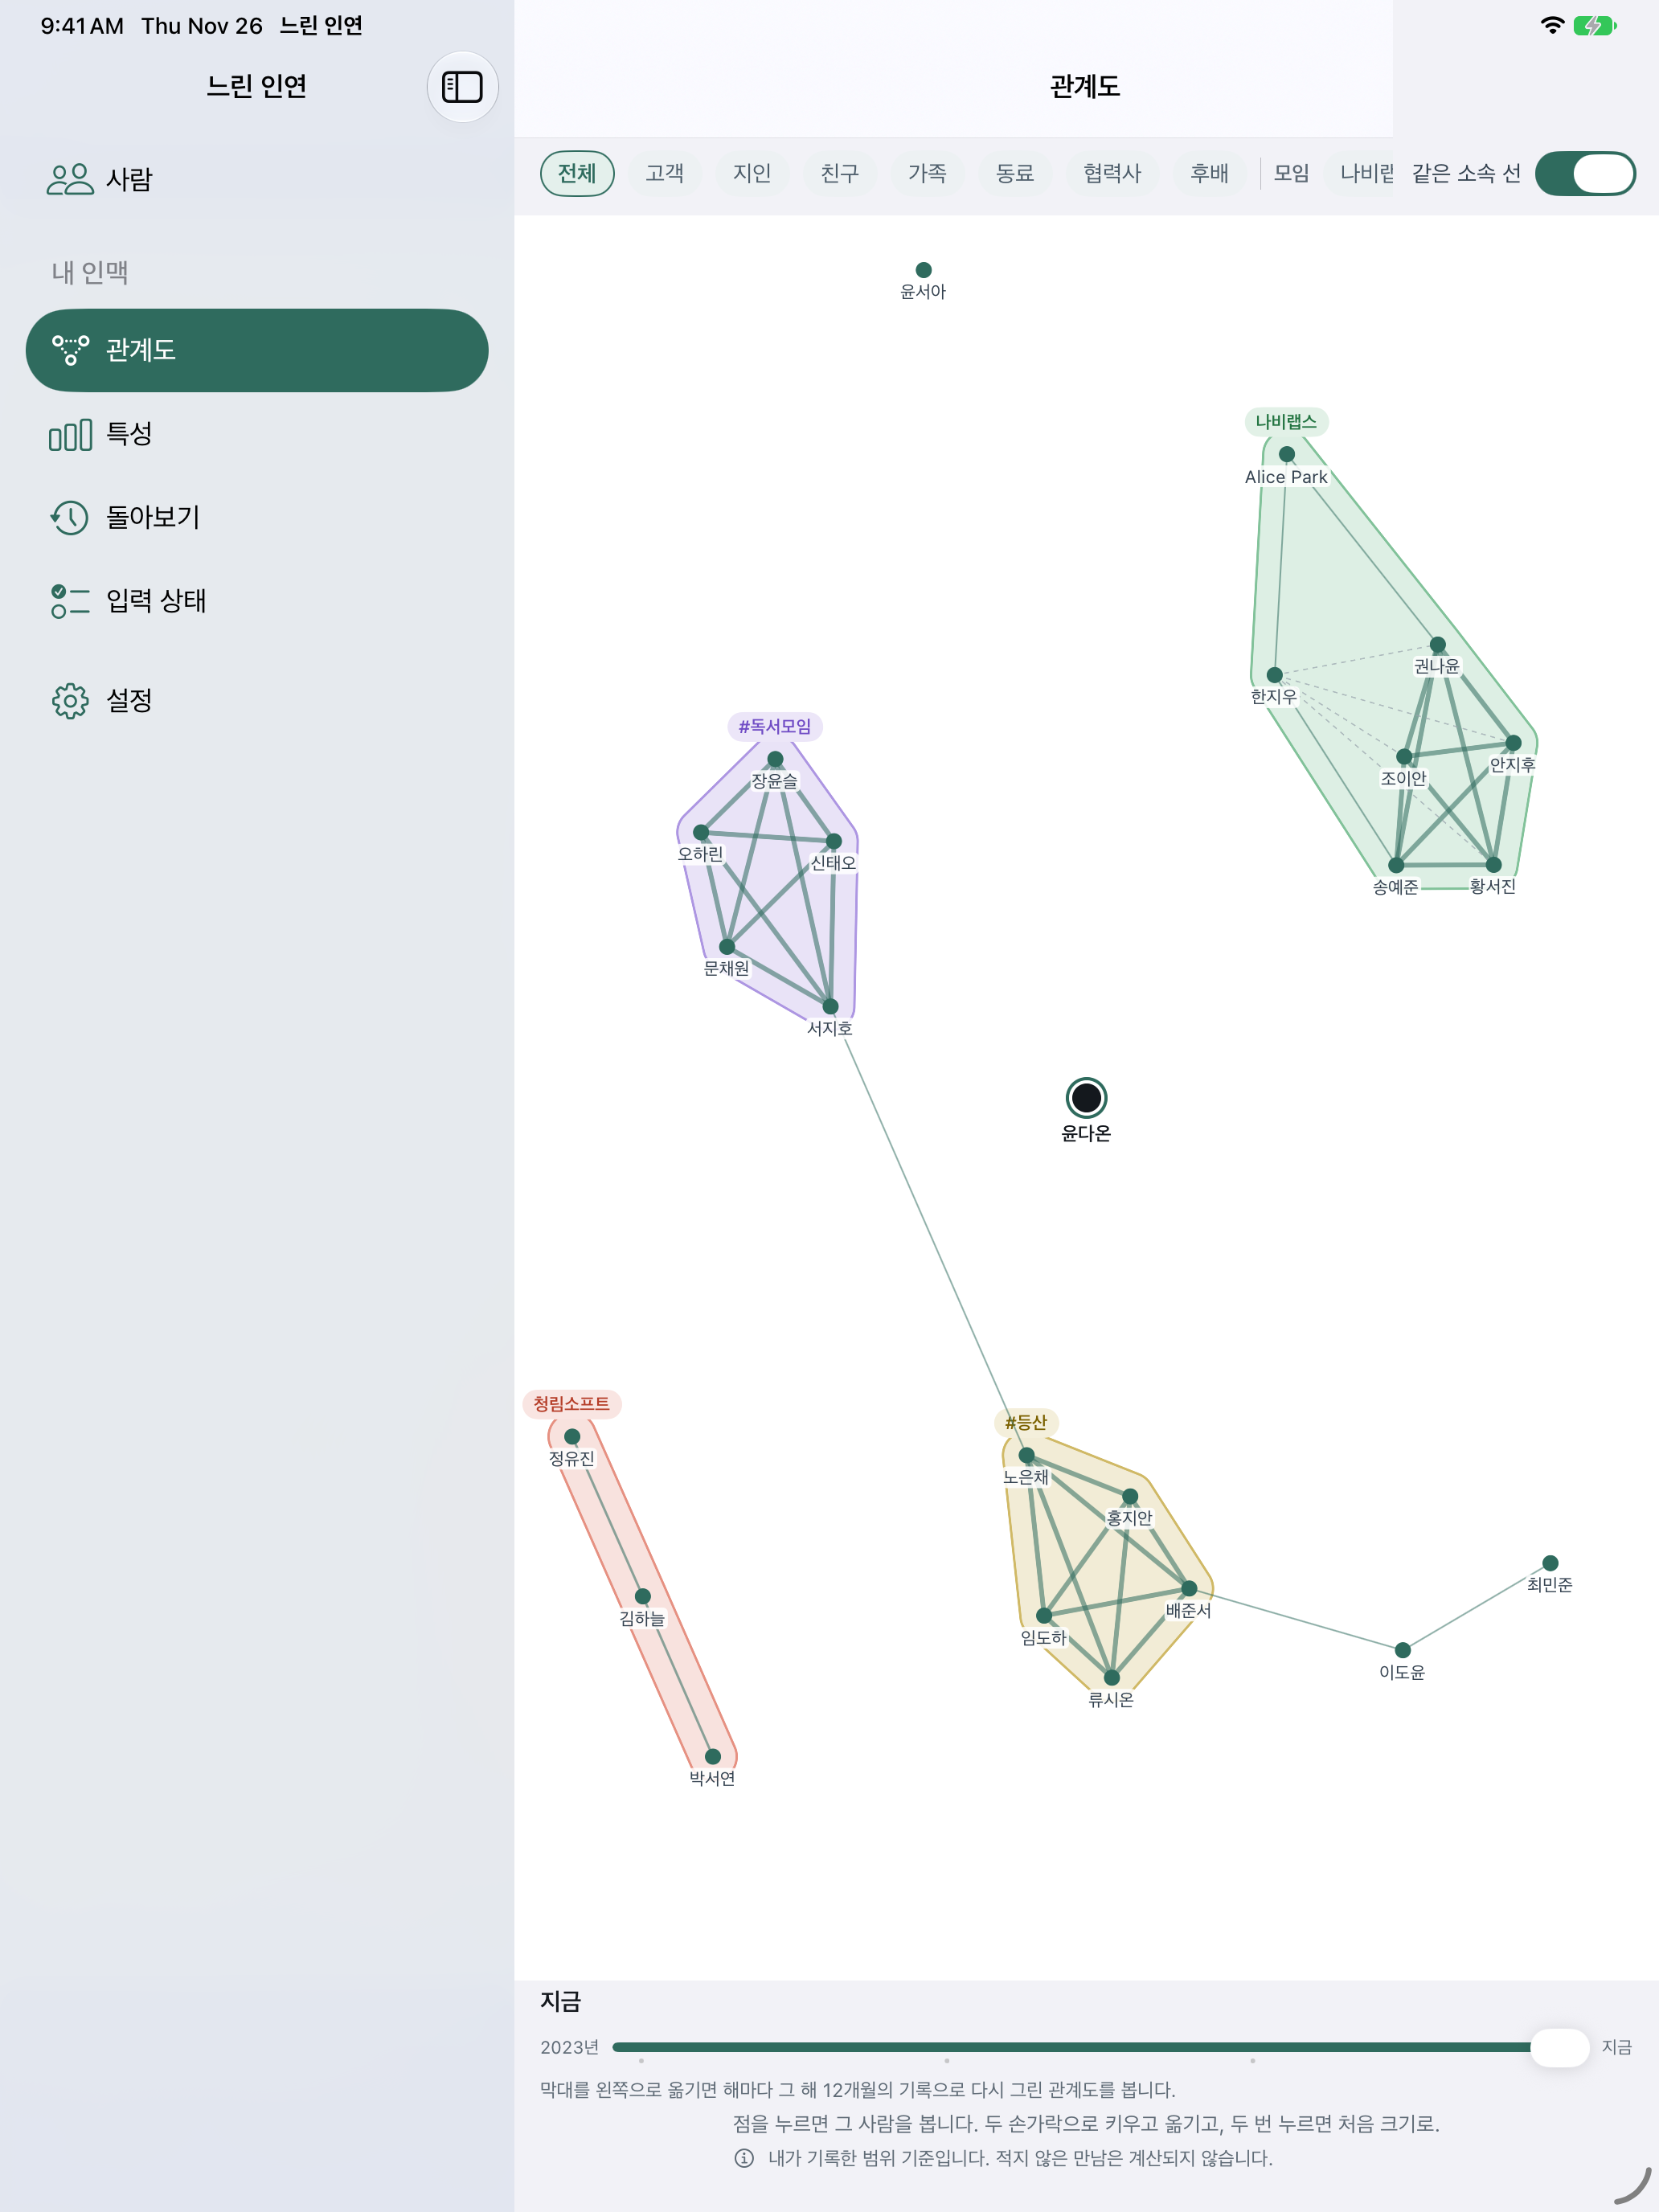 9:41 AM Thu Nov 26 느린 인연
느린 인연
사람
내 인맥
관계도
특성
돌아보기
입력 상태
설정
관계도
전체 고객 지인 친구 가족 동료 협력사 후배 모임 나비랩 같은 소속 선
윤서아
나비랩스
Alice Park
권나윤
한지우
안지후
조이안
송예준 황서진
#독서모임
장윤슬
오하린
신태오
문채원
서지호
윤다온
청림소프트
정유진
김하늘
박서연
#등산
노은채
홍지안
배준서
임도하
류시온
최민준
이도윤
지금
2023년 지금
막대를 왼쪽으로 옮기면 해마다 그 해 12개월의 기록으로 다시 그린 관계도를 봅니다.
점을 누르면 그 사람을 봅니다. 두 손가락으로 키우고 옮기고, 두 번 누르면 처음 크기로.
내가 기록한 범위 기준입니다. 적지 않은 만남은 계산되지 않습니다.